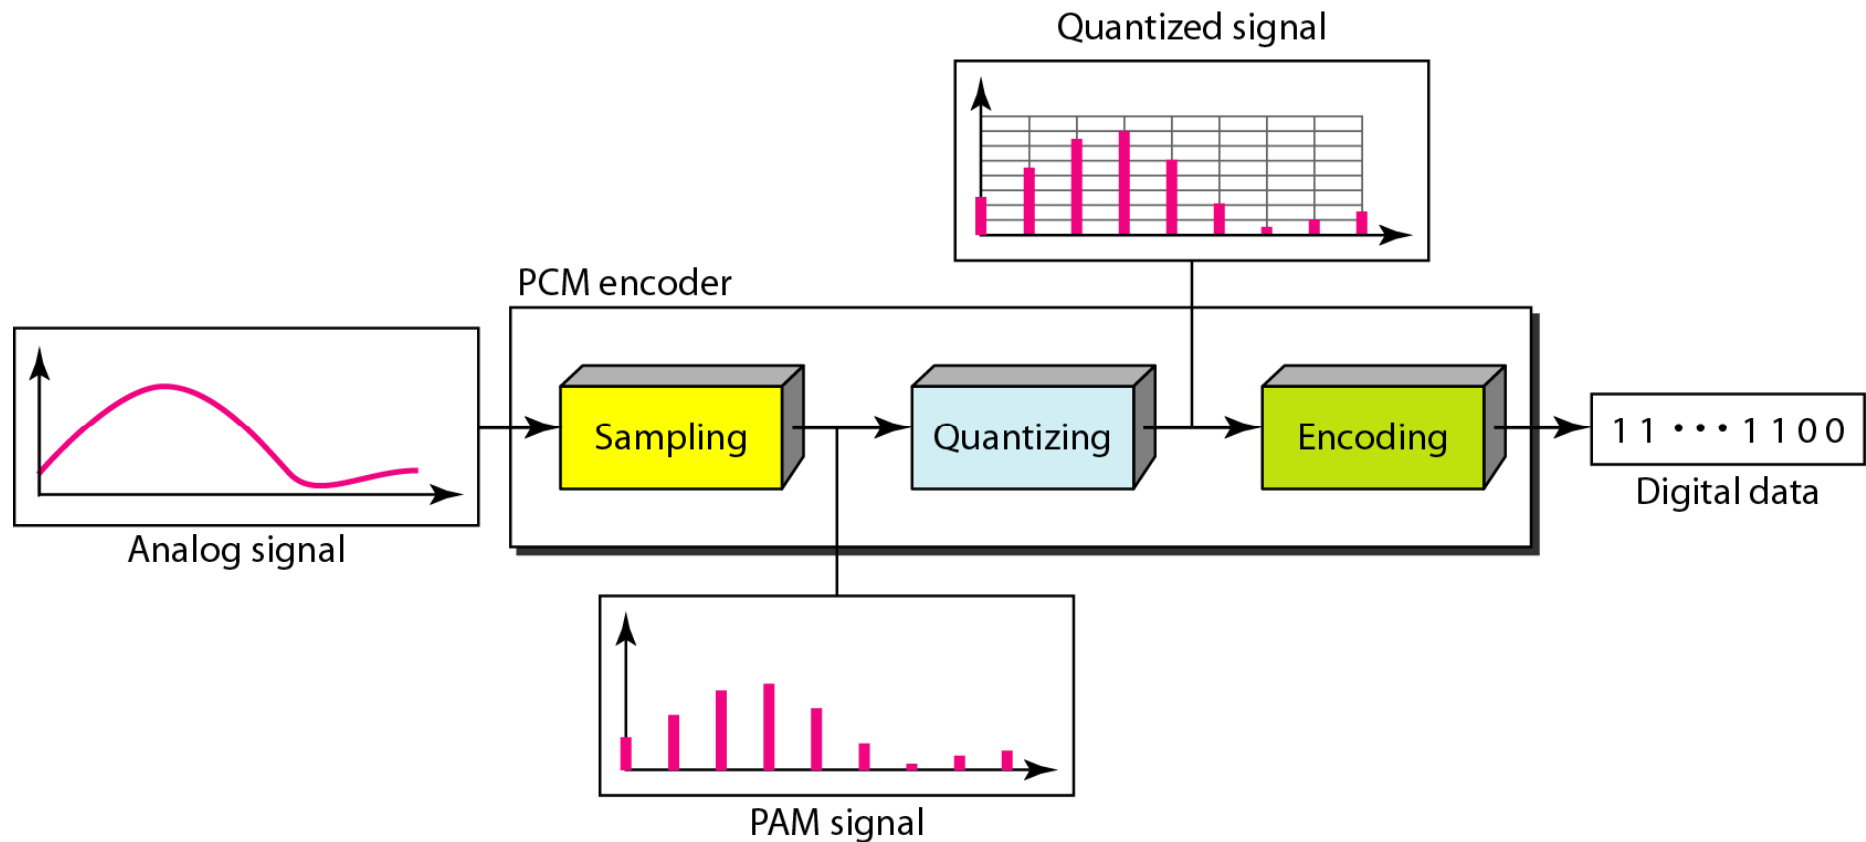 Quantized signal
PCM encoder
Sampling
Quantizing
Encoding
11 ••• 1100
Digital data
Analog signal
PAM signal